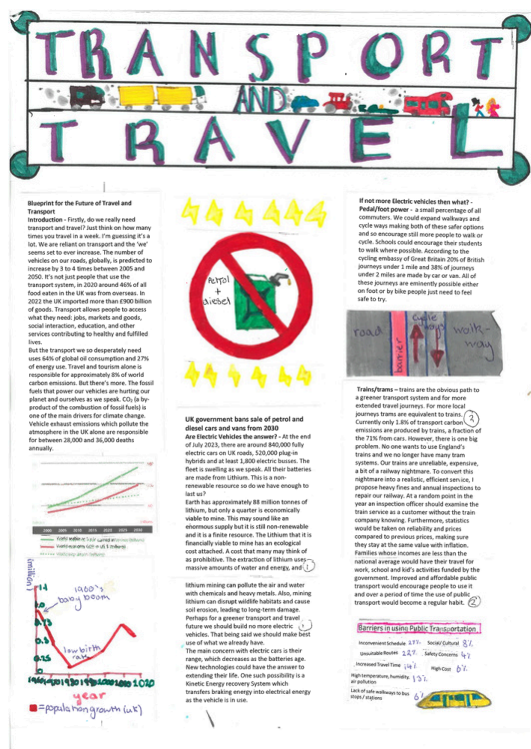 TRANSPORT
AND
TRAVEL
Blueprint for the Future of Travel and
Transport
Introduction - Firstly, do we really need
transport and travel? Just think on how many
times you travel in a week. I'm guessing it's a
lot. We are reliant on transport and the 'we'
seems set to ever increase. The number of
vehicles on our roads, globally, is predicted to
increase by 3 to 4 times between 2005 and
2050. It's not just people that use the
transport system, in 2020 around 46% of all
food eaten in the UK was from overseas. In
2022 the UK imported more than £900 billion
of goods. Transport allows people to access
what they need: jobs, markets and goods,
social interaction, education, and other
services contributing to healthy and fulfilled
lives.
But the transport we so desperately need
uses 64% of global oil consumption and 27%
of energy use. Travel and tourism alone is
responsible for approximately 8% of world
carbon emissions. But there's more. The fossil
fuels that power our vehicles are hurting our
planet and ourselves as we speak. CO₂ (a by-
product of the combustion of fossil fuels) is
one of the main drivers for climate change.
Vehicle exhaust emissions which pollute the
atmosphere in the UK alone are responsible
for between 28,000 and 36,000 deaths
annually.
(million)
1960's
baby boom
low birth
rate
year
=population growth (UK)
Petrol
+
diesel
UK government bans sale of petrol and
diesel cars and vans from 2030
Are Electric Vehicles the answer? - At the end
of July 2023, there are around 840,000 fully
electric cars on UK roads, 520,000 plug-in
hybrids and at least 1,800 electric busses. The
fleet is swelling as we speak. All their batteries
are made from Lithium. This is a non-
renewable resource so do we have enough to
last us?
Earth has approximately 88 million tonnes of
lithium, but only a quarter is economically
viable to mine. This may sound like an
enormous supply but it is still non-renewable
and it is a finite resource. The Lithium that it is
financially viable to mine has an ecological
cost attached. A cost that many may think of
as prohibitive. The extraction of lithium uses
massive amounts of water and energy, and 1
lithium mining can pollute the air and water
with chemicals and heavy metals. Also, mining
lithium can disrupt wildlife habitats and cause
soil erosion, leading to long-term damage.
Perhaps for a greener transport and travel
future we should build no more electric 1
vehicles. That being said we should make best
use of what we already have.
The main concern with electric cars is their
range, which decreases as the batteries age.
New technologies could have the answer to
extending their life. One such possibility is a
Kinetic Energy recovery System which
transfers braking energy into electrical energy
as the vehicle is in use.
If not more Electric vehicles then what? -
Pedal/foot power - a small percentage of all
commuters. We could expand walkways and
cycle ways making both of these safer options
and so encourage still more people to walk or
cycle. Schools could encourage their students
to walk where possible. According to the
cycling embassy of Great Britain 20% of British
journeys under 1 mile and 38% of journeys
under 2 miles are made by car or van. All of
these journeys are eminently possible either
on foot or by bike people just need to feel
safe to try.
road
barrier
cycle
ways
walk-
way
Trains/trams – trains are the obvious path to
a greener transport system and for more
extended travel journeys. For more local
journeys trams are equivalent to trains. 2
Currently only 1.8% of transport carbon
emissions are produced by trains, a fraction of
the 71% from cars. However, there is one big
problem. No one wants to use England's
trains and we no longer have many tram
systems. Our trains are unreliable, expensive,
a bit of a railway nightmare. To convert this
nightmare into a realistic, efficient service, I
propose heavy fines and annual inspections to
repair our railway. At a random point in the
year an inspection officer should examine the
train service as a customer without the train
company knowing. Furthermore, statistics
would be taken on reliability and prices
compared to previous prices, making sure
they stay at the same value with inflation.
Families whose incomes are less than the
national average would have their travel for
work, school and kid's activities funded by the
government. Improved and affordable public
transport would encourage people to use it
and over a period of time the use of public
transport would become a regular habit. 2
Barriers in using Public Transportation
Inconvenient Schedule Social/Cultural 8%
Unsuitable Routes 22% Safety Concerns 4%
Increased Travel Time 14% High Cost 6%
High temperature, humidity,
air pollution 13%
Lack of safe walkways to bus
stops / stations 6%